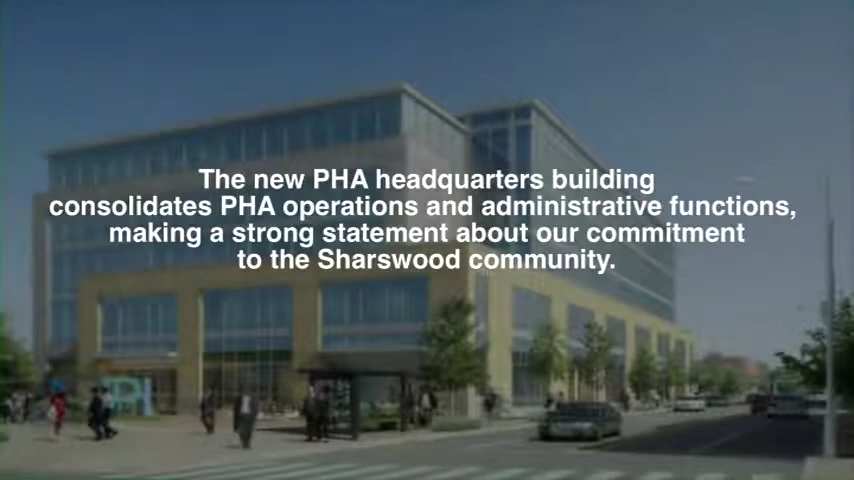 The new PHA headquarters building
consolidates PHA operations and administrative functions,
making a strong statement about our commitment
to the Sharswood community.